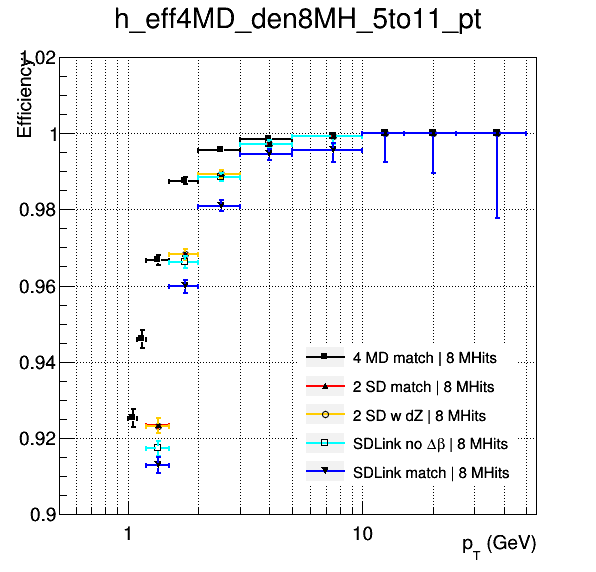 h_eff4MD_den8MH_5to11_pt
Efficiency
1.02
1
0.98
0.96
0.94
0.92
0.9
4 MD match | 8 MHits
2 SD match | 8 MHits
2 SD w dZ | 8 MHits
SDLink no Δβ | 8 MHits
SDLink match | 8 MHits
1
10
p_T (GeV)